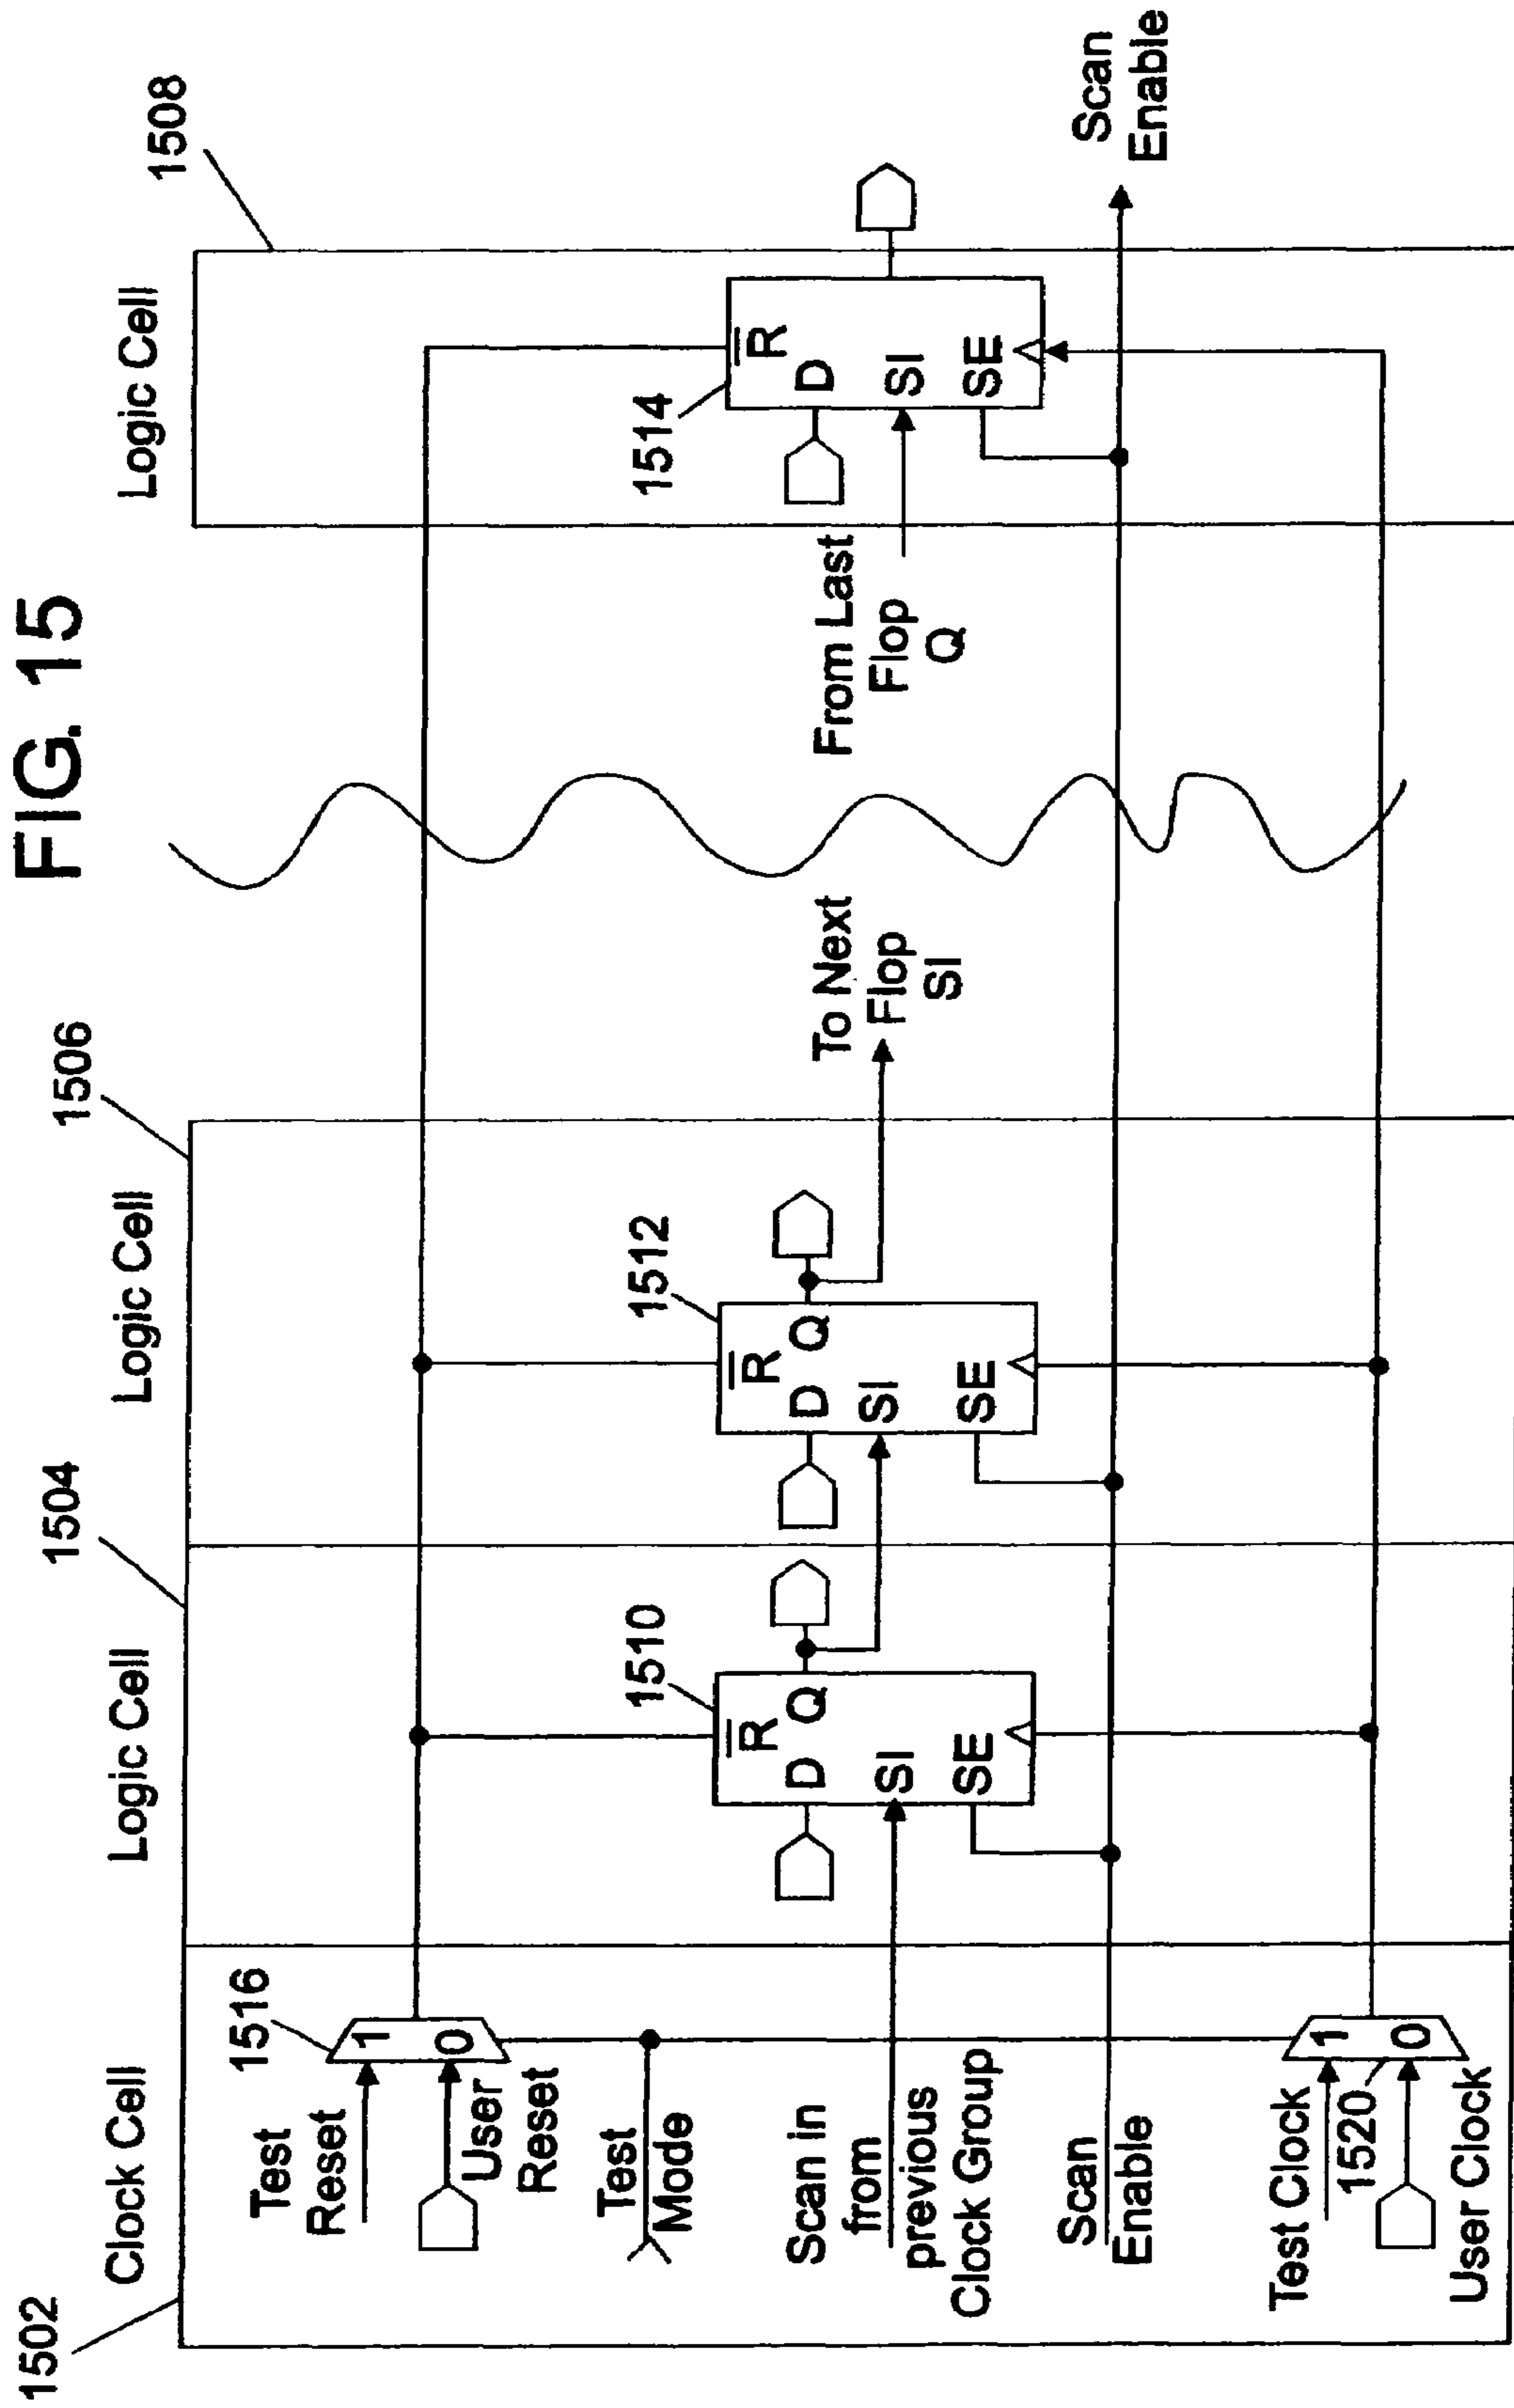 FIG. 15
1502
Clock Cell
1504
Logic Cell
1506
Logic Cell
1508
Logic Cell
1516
Test
Reset
1
0
User
Reset
Test
Mode
Scan in
from
previous
Clock Group
Scan
Enable
Test Clock
1520
1
0
User Clock
1510
R
D Q
SI
SE
1512
R
D Q
SI
SE
To Next
Flop
SI
From Last
Flop
Q
1514
R
D
SI
SE
Scan
Enable